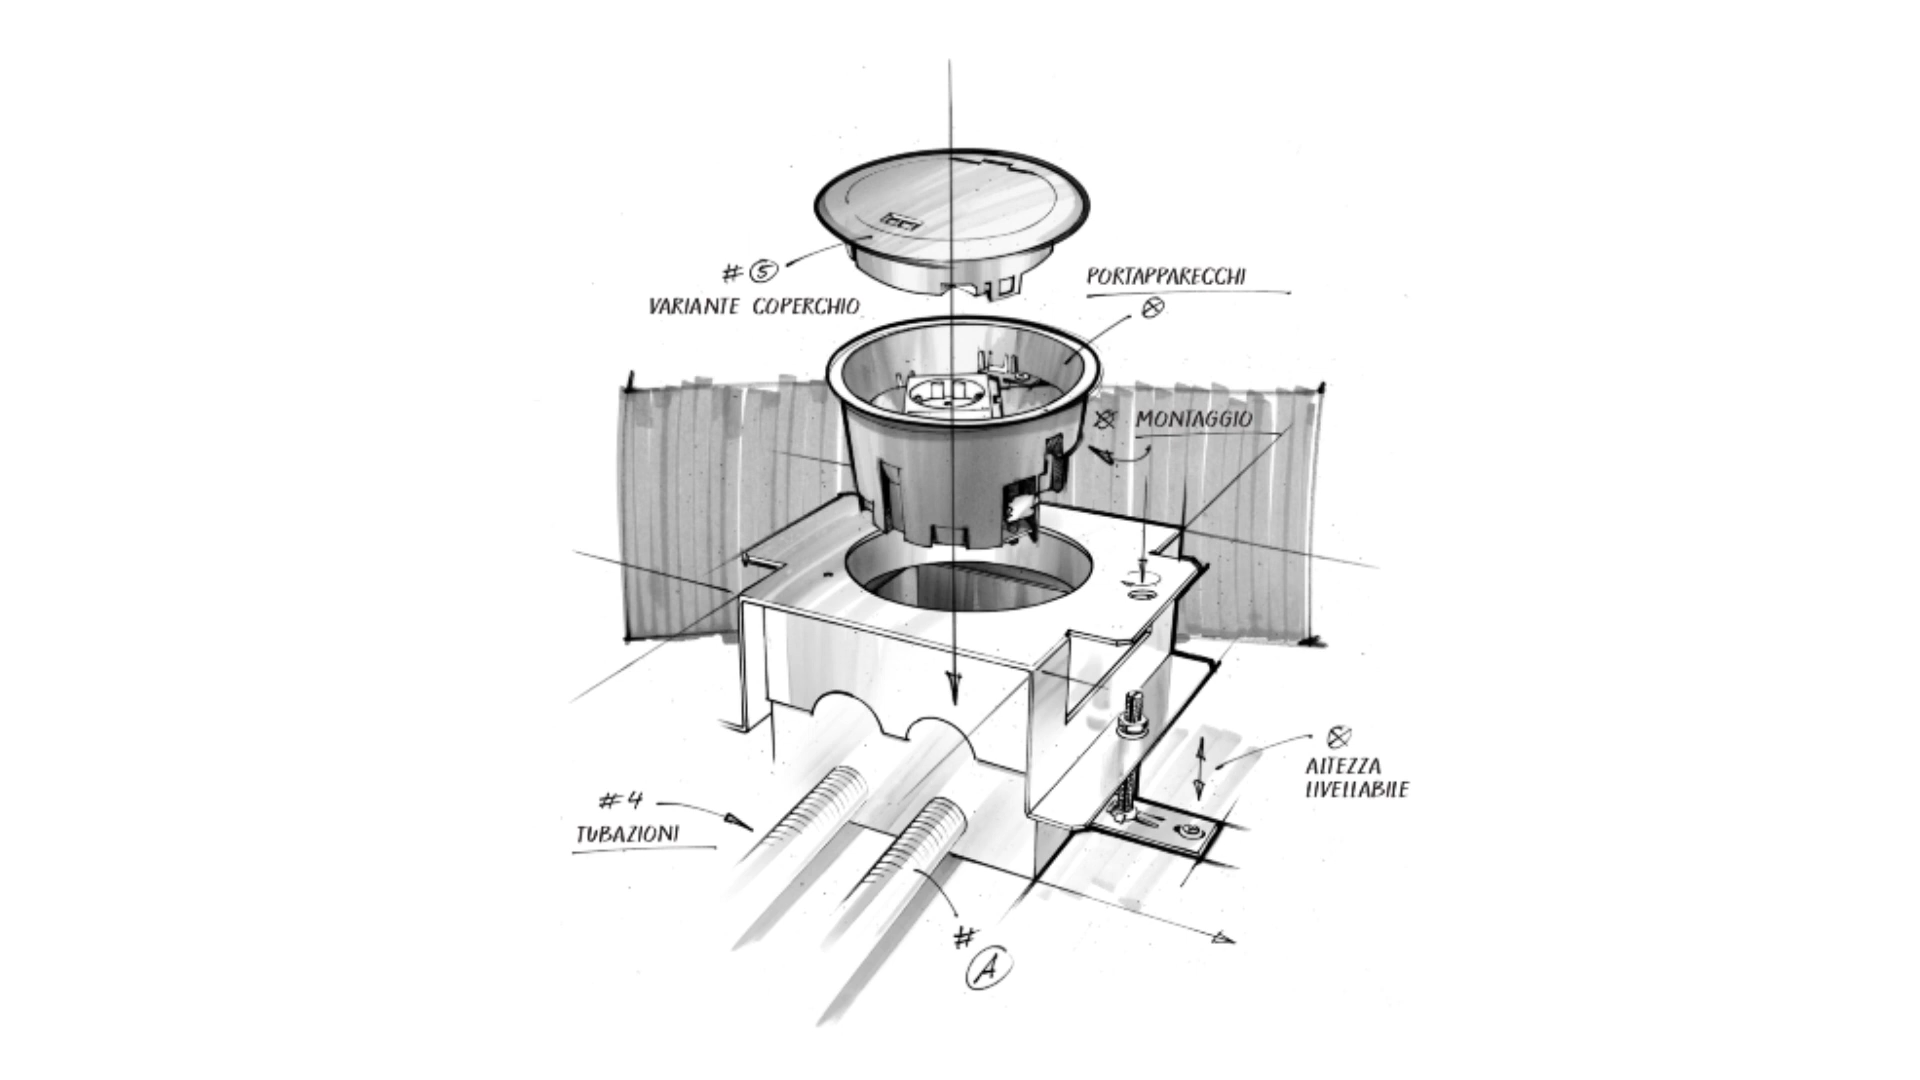 # 5
VARIANTE COPERCHIO
PORTAPPARECCHI
MONTAGGIO
ALTEZZA
LIVELLABILE
# 4
TUBAZIONI
# A